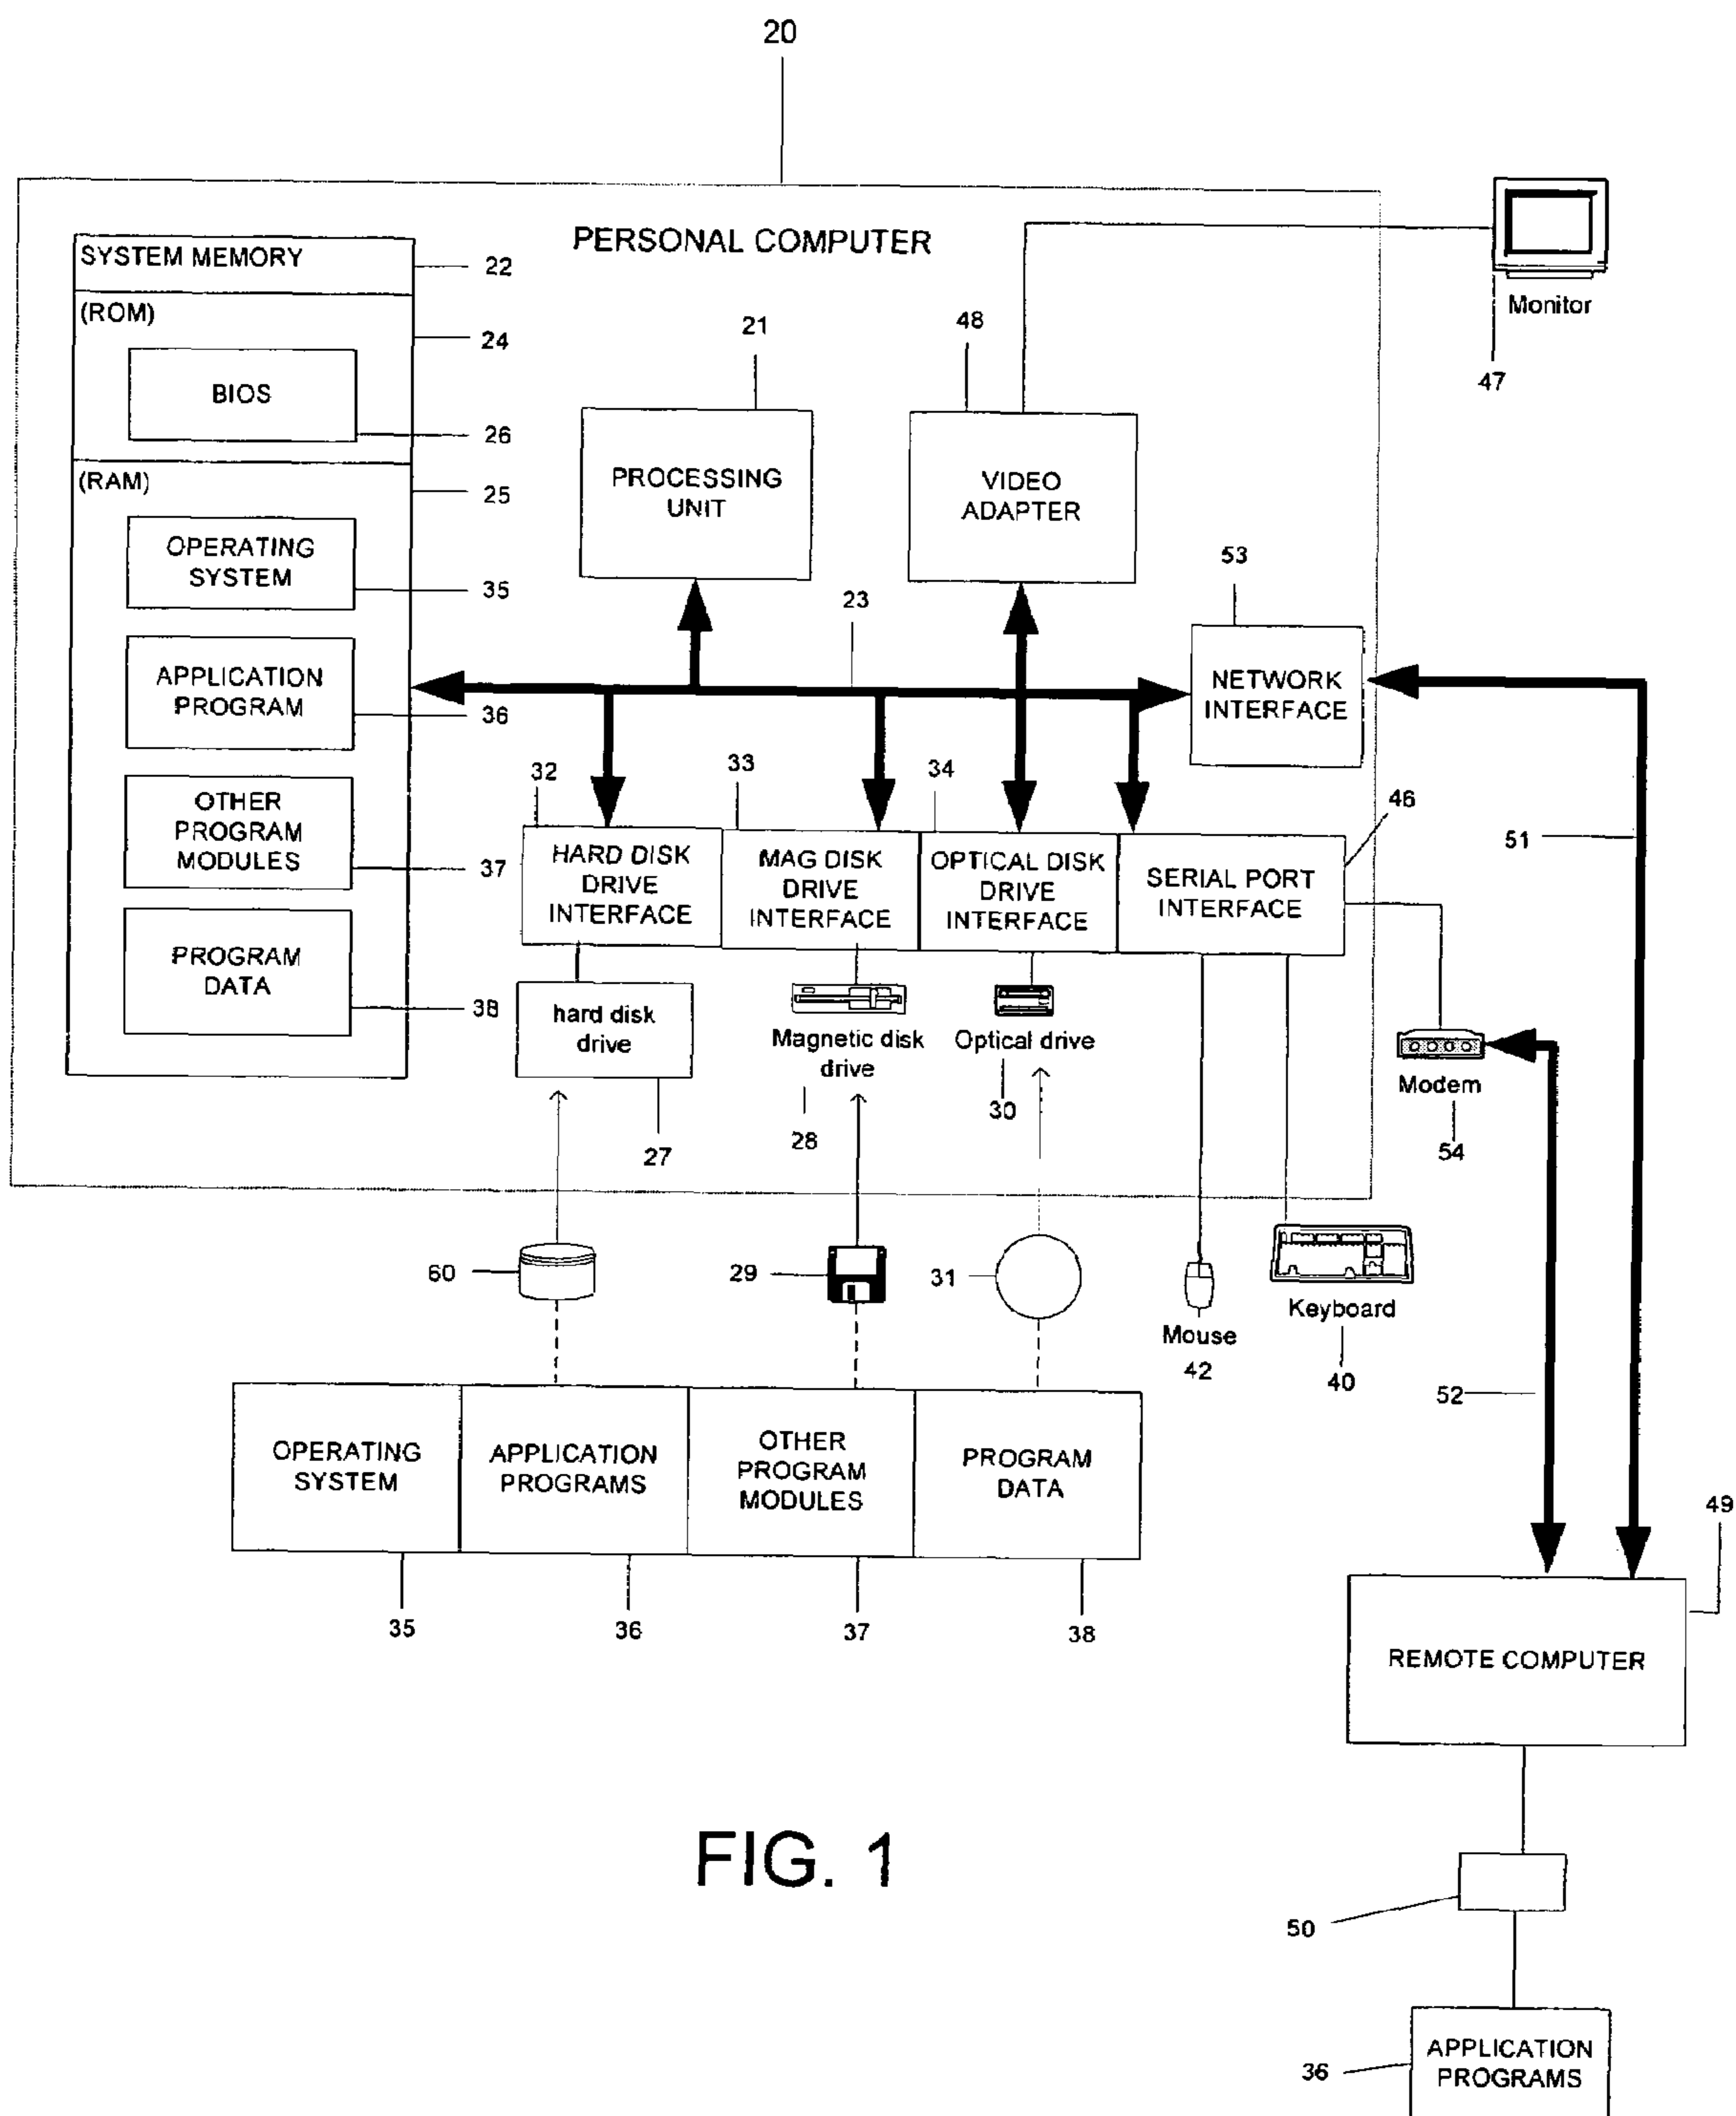 20
PERSONAL COMPUTER
SYSTEM MEMORY
22
(ROM)
24
BIOS
26
(RAM)
25
OPERATING
SYSTEM
35
APPLICATION
PROGRAM
36
OTHER
PROGRAM
MODULES
37
PROGRAM
DATA
38
21
PROCESSING
UNIT
48
VIDEO
ADAPTER
Monitor
47
23
53
NETWORK
INTERFACE
32
HARD DISK
DRIVE
INTERFACE
33
MAG DISK
DRIVE
INTERFACE
34
OPTICAL DISK
DRIVE
INTERFACE
46
SERIAL PORT
INTERFACE
51
hard disk
drive
27
Magnetic disk
drive
28
Optical drive
30
Modem
54
60
29
31
Mouse
42
Keyboard
40
52
OPERATING
SYSTEM
35
APPLICATION
PROGRAMS
36
OTHER
PROGRAM
MODULES
37
PROGRAM
DATA
38
49
REMOTE COMPUTER
50
36
APPLICATION
PROGRAMS
FIG. 1